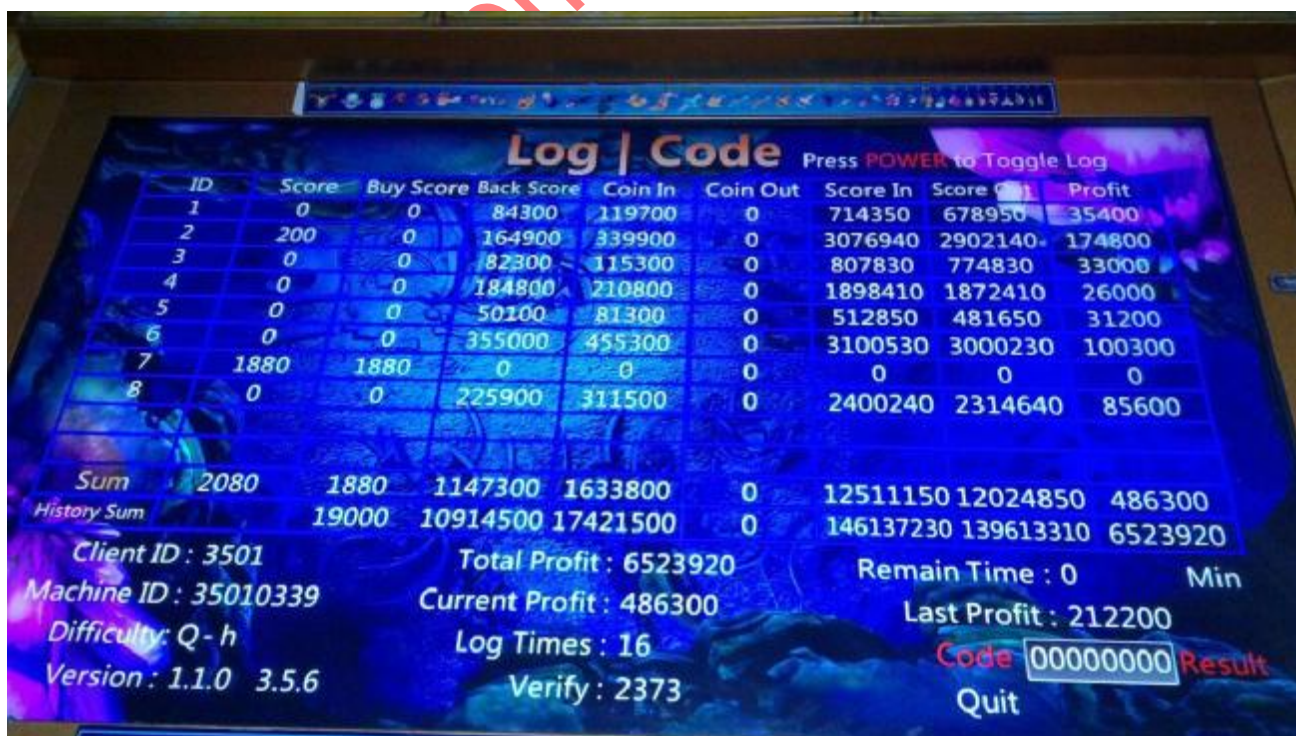 Log | Code Press POWER to Toggle Log
ID Score Buy Score Back Score Coin In Coin Out Score In Score Out Profit
1 0 0 84300 119700 0 714350 678950 35400
2 200 0 164900 339900 0 3076940 2902140 174800
3 0 0 82300 115300 0 807830 774830 33000
4 0 0 184800 210800 0 1898410 1872410 26000
5 0 0 50100 81300 0 512850 481650 31200
6 0 0 355000 455300 0 3100530 3000230 100300
7 1880 1880 0 0 0 0 0 0
8 0 0 225900 311500 0 2400240 2314640 85600
Sum 2080 1880 1147300 1633800 0 12511150 12024850 486300
History Sum 19000 10914500 17421500 0 146137230 139613310 6523920
Client ID : 3501 Total Profit : 6523920 Remain Time : 0 Min
Machine ID : 35010339 Current Profit : 486300 Last Profit : 212200
Difficulty: Q - h Log Times : 16 Code 00000000 Result
Version : 1.1.0 3.5.6 Verify : 2373 Quit